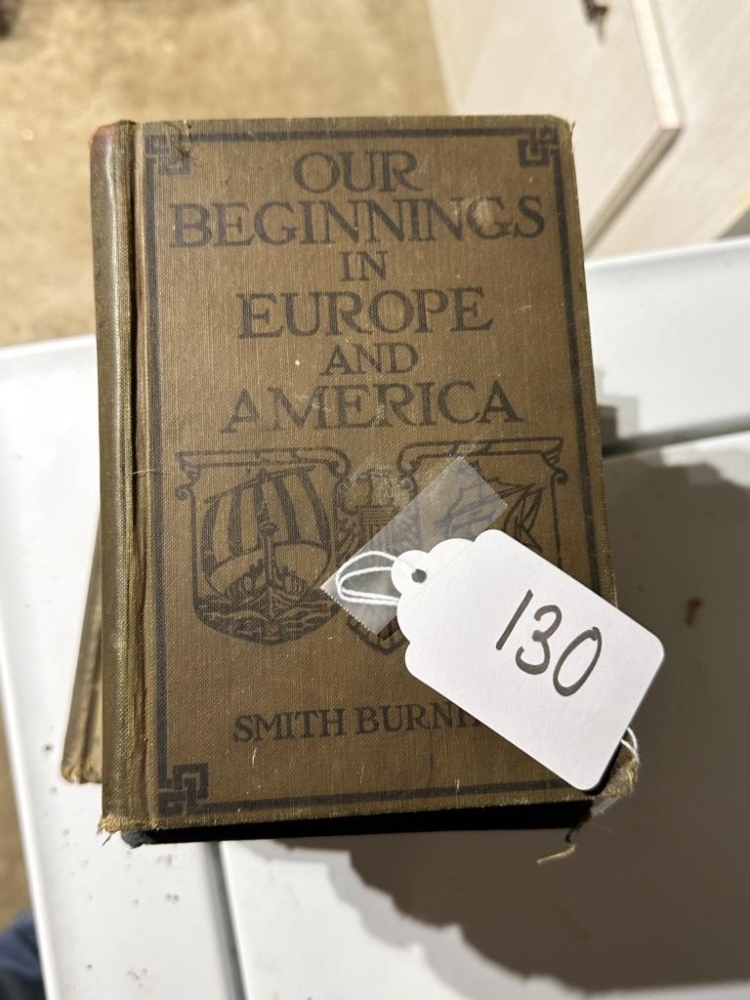 OUR
BEGINNINGS
IN
EUROPE
AND
AMERICA
SMITH
130